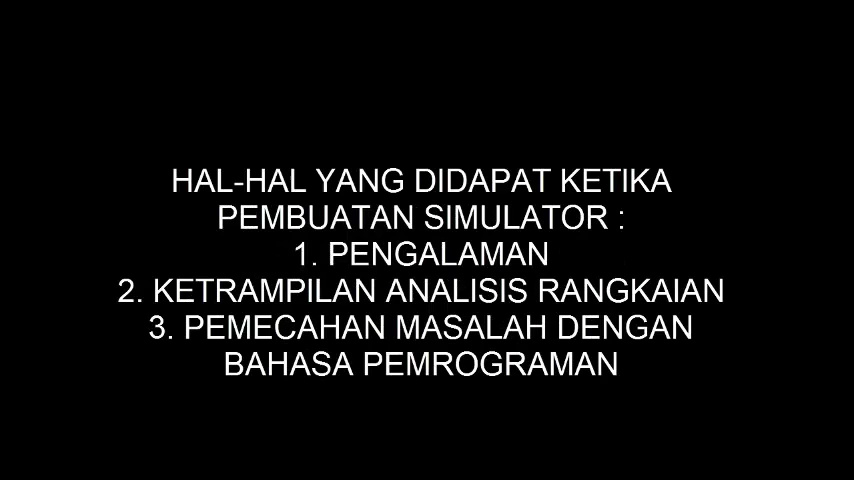 HAL-HAL YANG DIDAPAT KETIKA
PEMBUATAN SIMULATOR :
1. PENGALAMAN
2. KETRAMPILAN ANALISIS RANGKAIAN
3. PEMECAHAN MASALAH DENGAN
BAHASA PEMROGRAMAN